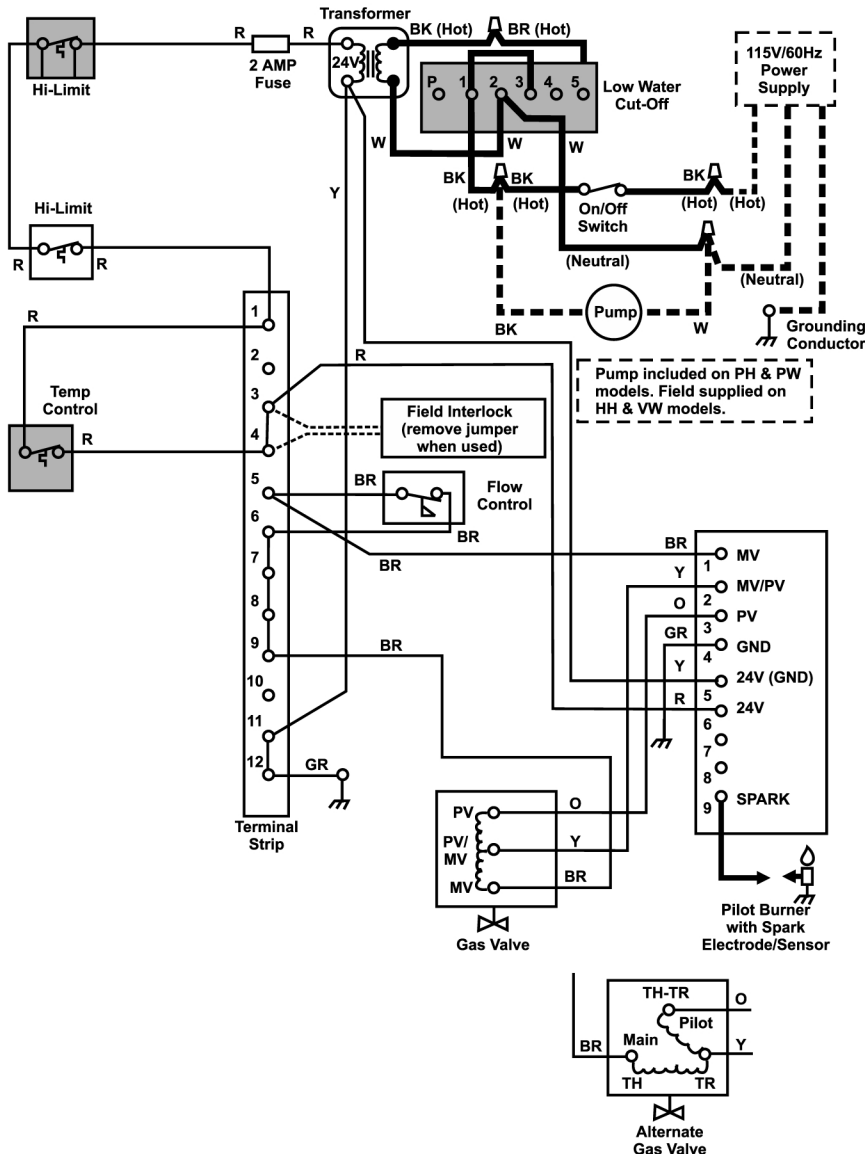 Transformer
BK (Hot)
BR (Hot)
R
R
R
2 AMP
Fuse
24V
Hi-Limit
115V/60Hz
Power
Supply
P
1
2
3
4
5
Low Water
Cut-Off
W
W
W
Y
BK
(Hot)
BK
(Hot)
On/Off
Switch
BK
(Hot)
(Hot)
Hi-Limit
R
R
(Neutral)
(Neutral)
Pump
BK
W
Grounding
Conductor
Pump included on PH & PW
models. Field supplied on
HH & VW models.
R
R
Temp
Control
R
Field Interlock
(remove jumper
when used)
1
2
3
4
5
6
7
8
9
10
11
12
BR
Flow
Control
BR
BR
BR
GR
Terminal
Strip
BR
Y
O
GR
Y
R
1
2
3
4
5
6
7
8
9
MV
MV/PV
PV
GND
24V (GND)
24V
SPARK
PV
PV/
MV
MV
O
Y
BR
Gas Valve
Pilot Burner
with Spark
Electrode/Sensor
TH-TR
O
Pilot
Main
Y
BR
TH
TR
Alternate
Gas Valve